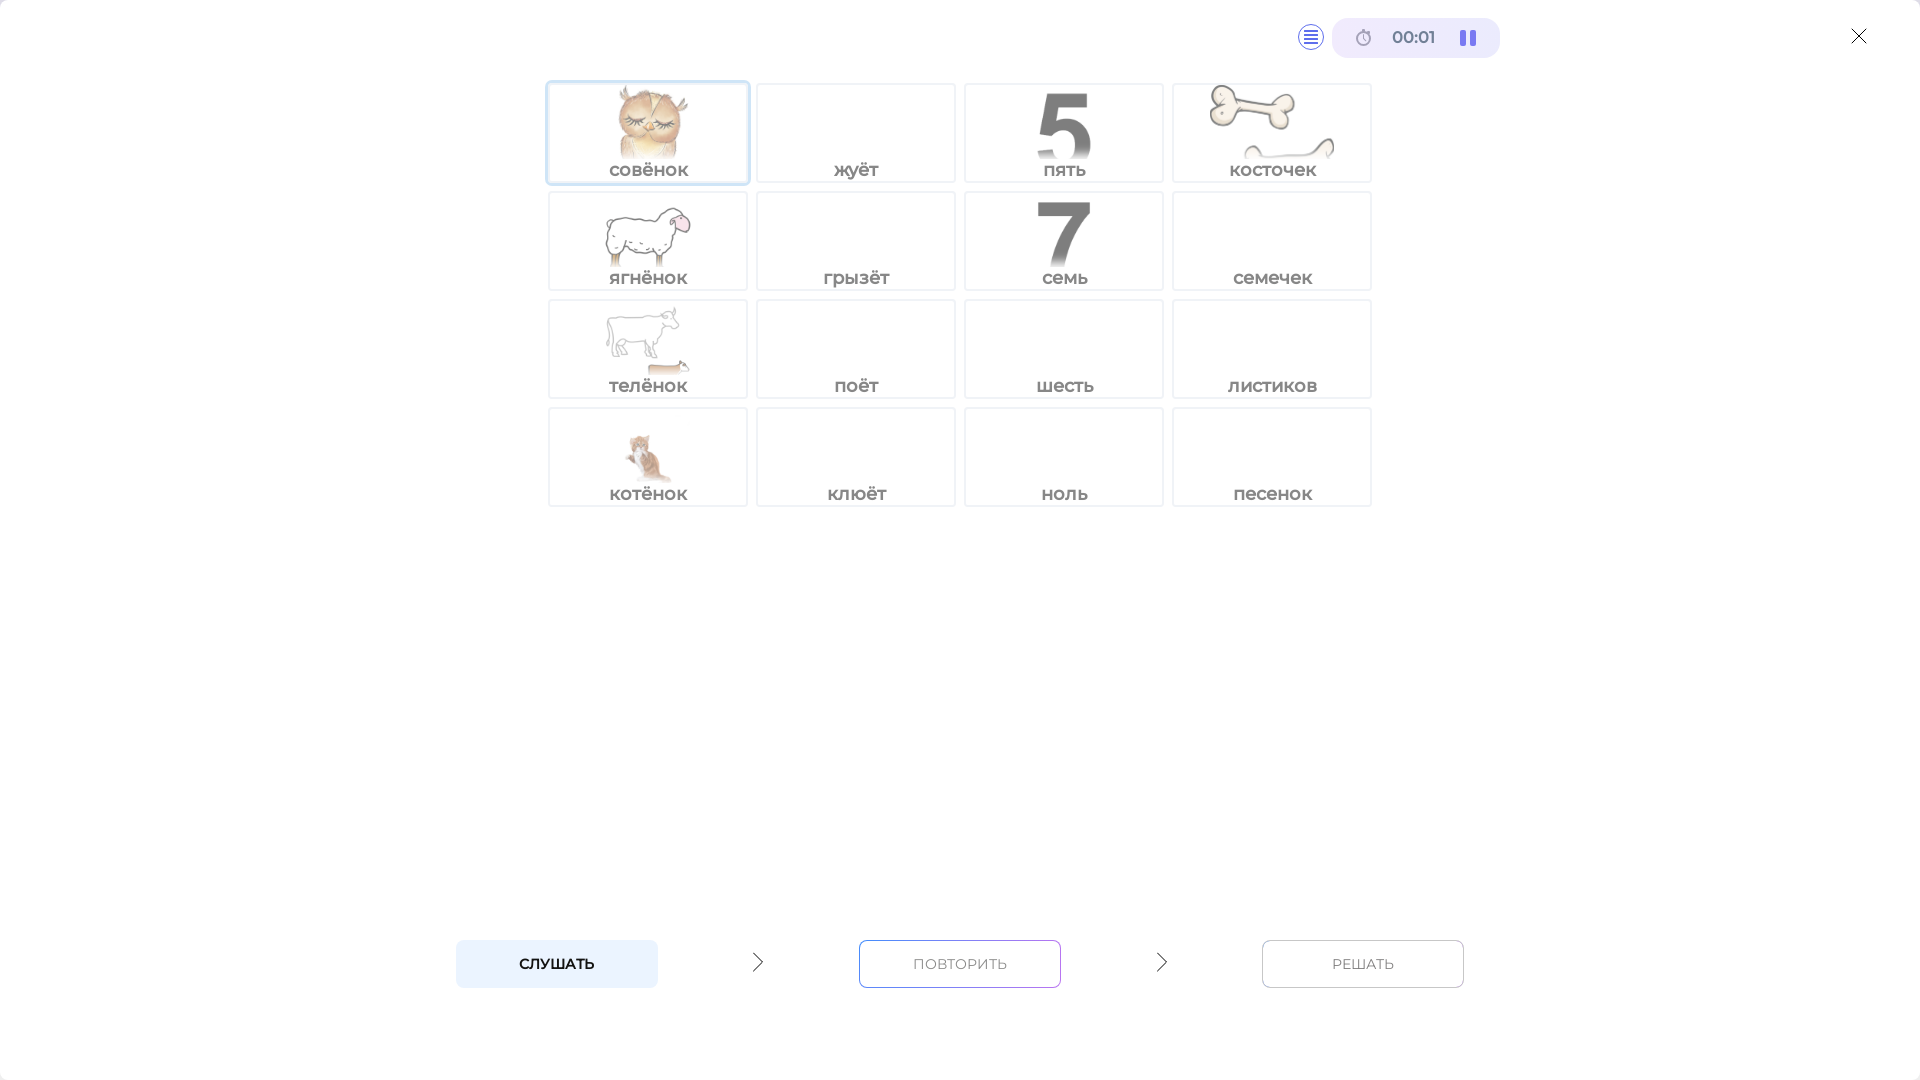 00:01
совёнок жуёт 5 пять косточек
ягнёнок грызёт 7 семь семечек
телёнок поёт шесть листиков
котёнок клюёт ноль песенок
СЛУШАТЬ ПОВТОРИТЬ РЕШАТЬ